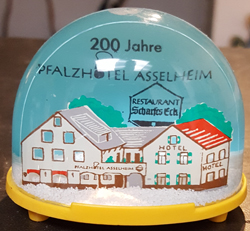 200 Jahre
PFALZHOTEL ASSELHEIM
RESTAURANT
Scharfes Eck
HOTEL
HOTEL
PFALZHOTEL ASSELHEIM